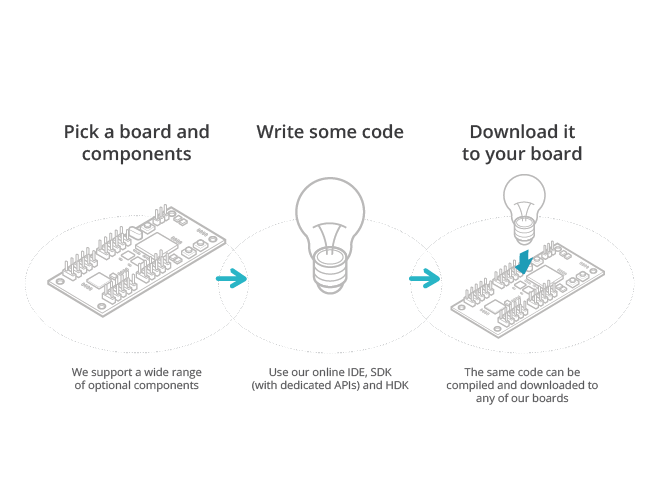 Pick a board and
components
Write some code
Download it
to your board
We support a wide range
of optional components
Use our online IDE, SDK
(with dedicated APIs) and HDK
The same code can be
compiled and downloaded to
any of our boards